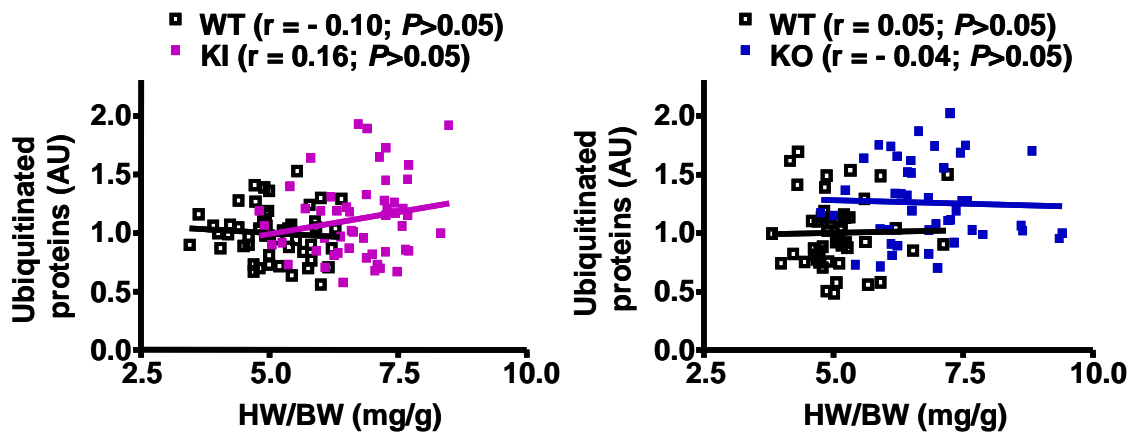 WT (r = - 0.10; P>0.05)
KI (r = 0.16; P>0.05)
Ubiquitinated
proteins (AU)
2.0
1.5
1.0
0.5
0.0
2.5 5.0 7.5 10.0
HW/BW (mg/g)
WT (r = 0.05; P>0.05)
KO (r = - 0.04; P>0.05)
Ubiquitinated
proteins (AU)
2.0
1.5
1.0
0.5
0.0
2.5 5.0 7.5 10.0
HW/BW (mg/g)